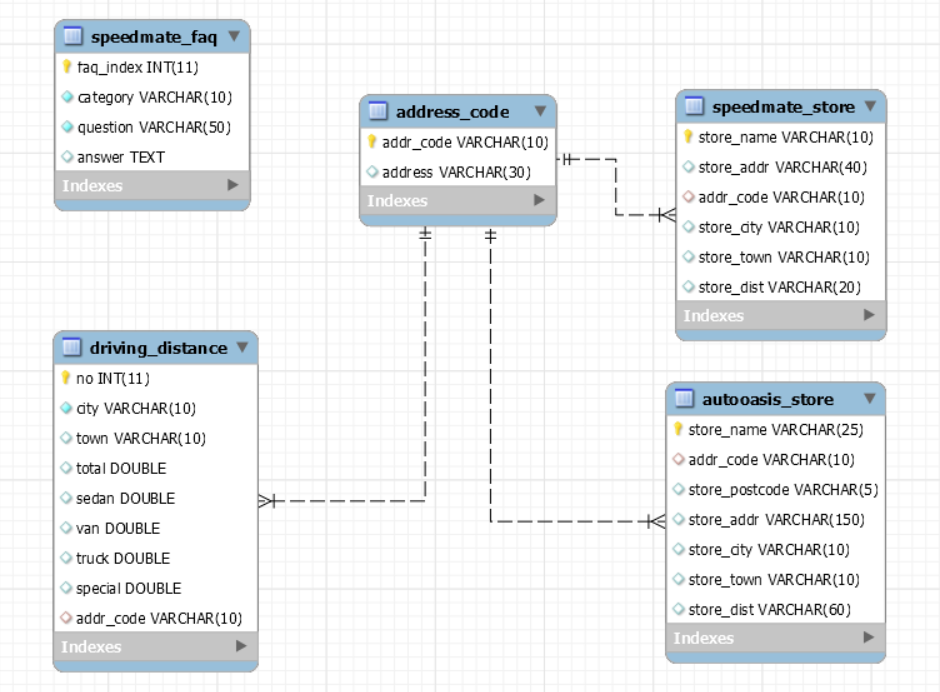 speedmate_faq
faq_index INT(11)
category VARCHAR(10)
question VARCHAR(50)
answer TEXT
Indexes
address_code
addr_code VARCHAR(10)
address VARCHAR(30)
Indexes
speedmate_store
store_name VARCHAR(10)
store_addr VARCHAR(40)
addr_code VARCHAR(10)
store_city VARCHAR(10)
store_town VARCHAR(10)
store_dist VARCHAR(20)
Indexes
driving_distance
no INT(11)
city VARCHAR(10)
town VARCHAR(10)
total DOUBLE
sedan DOUBLE
van DOUBLE
truck DOUBLE
special DOUBLE
addr_code VARCHAR(10)
Indexes
autooasis_store
store_name VARCHAR(25)
addr_code VARCHAR(10)
store_postcode VARCHAR(5)
store_addr VARCHAR(150)
store_city VARCHAR(10)
store_town VARCHAR(10)
store_dist VARCHAR(60)
Indexes